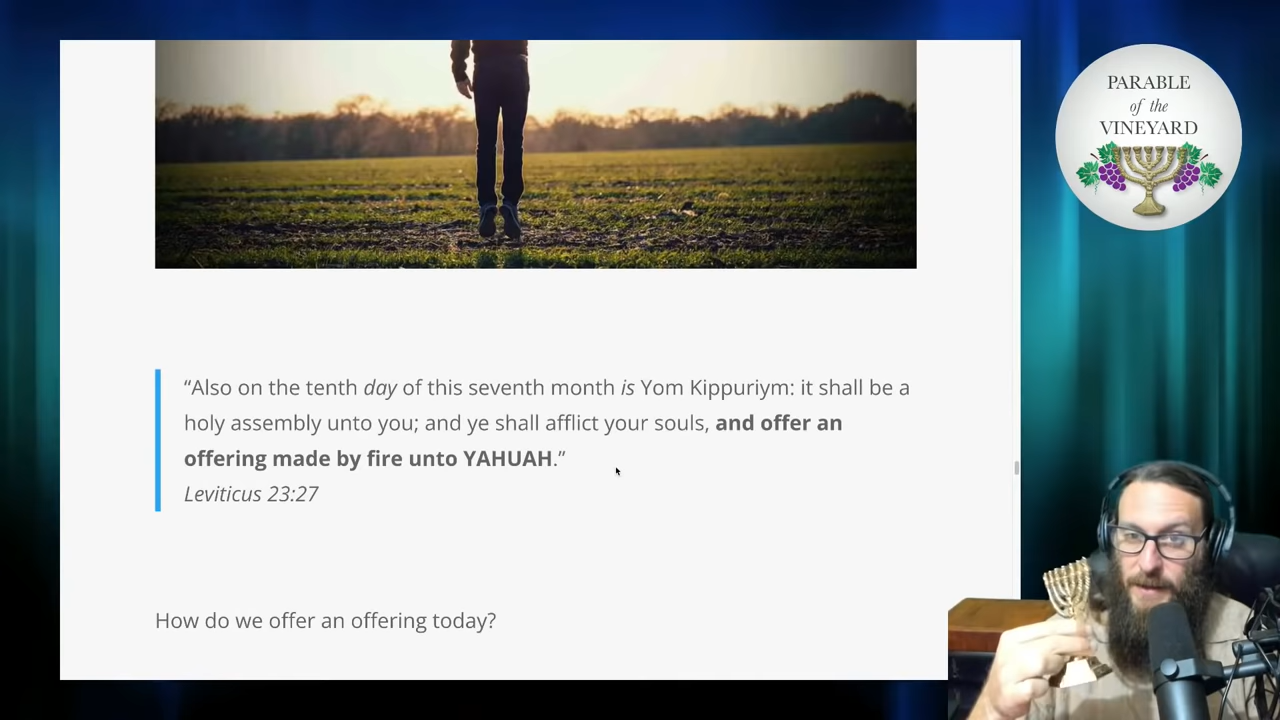 PARABLE
of the
VINEYARD
“Also on the tenth day of this seventh month is Yom Kippuriym: it shall be a
holy assembly unto you; and ye shall afflict your souls, and offer an
offering made by fire unto YAHUAH.”
Leviticus 23:27
How do we offer an offering today?